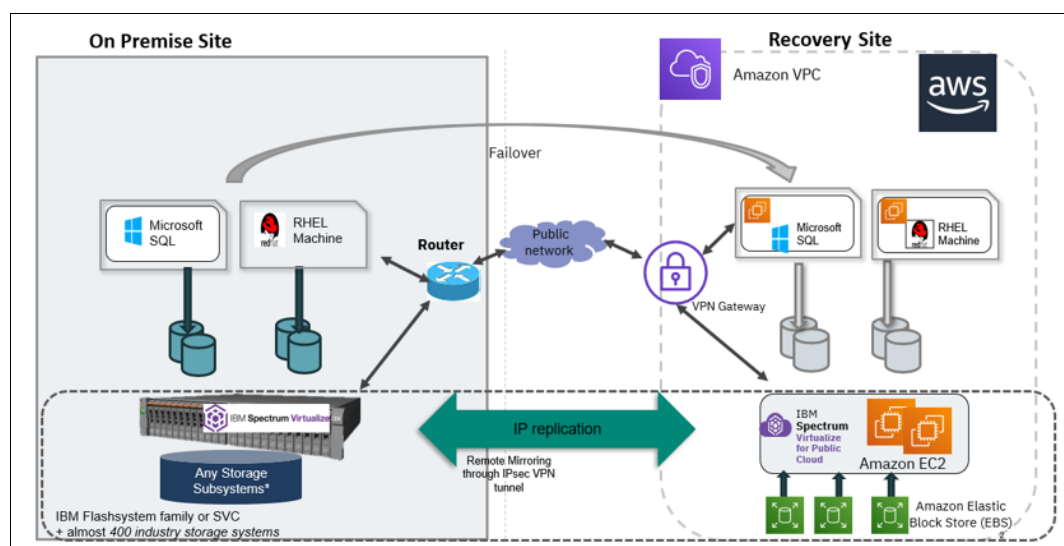 On Premise Site
Recovery Site
Amazon VPC
aws
Failover
Microsoft
SQL
redhat
RHEL
Machine
Router
Public
network
VPN Gateway
Microsoft
SQL
RHEL
Machine
IBM Spectrum Virtualize
Any Storage
Subsystems*
IBM Flashsystem family or SVC
+ almost 400 industry storage systems
IP replication
Remote Mirroring
through IPsec VPN
tunnel
IBM
Spectrum
Virtualize
for Public
Cloud
Amazon EC2
Amazon Elastic
Block Store (EBS)
2